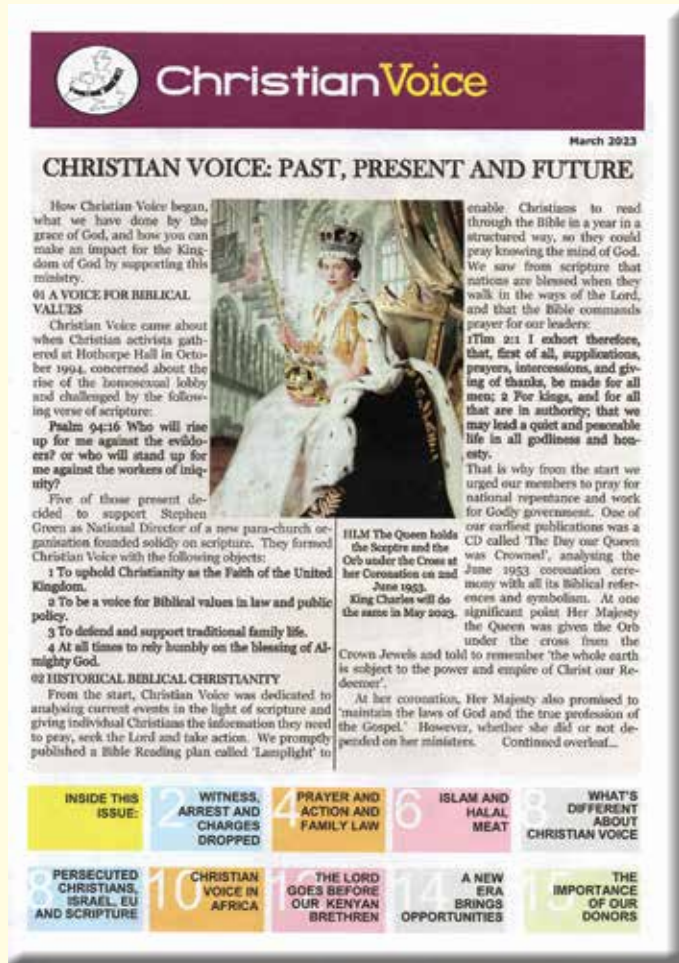 ChristianVoice
March 2023
CHRISTIAN VOICE: PAST, PRESENT AND FUTURE
How Christian Voice began,
what we have done by the
grace of God, and how you can
make an impact for the King-
dom of God by supporting this
ministry.
01 A VOICE FOR BIBLICAL
VALUES
Christian Voice came about
when Christian activists gath-
ered at Hothorpe Hall in Octo-
ber 1994, concerned about the
rise of the homosexual lobby
and challenged by the follow-
ing verse of scripture:
Psalm 94:16 Who will rise
up for me against the evildo-
ers? or who will stand up for
me against the workers of iniq-
uity?
Five of those present de-
cided to support Stephen
Green as National Director of a new para-church or-
ganisation founded solidly on scripture. They formed
Christian Voice with the following objects:
1 To uphold Christianity as the Faith of the United
Kingdom.
2 To be a voice for Biblical values in law and public
policy.
3 To defend and support traditional family life.
4 At all times to rely humbly on the blessing of Al-
mighty God.
02 HISTORICAL BIBLICAL CHRISTIANITY
From the start, Christian Voice was dedicated to
analysing current events in the light of scripture and
giving individual Christians the information they need
to pray, seek the Lord and take action. We promptly
published a Bible Reading plan called 'Lamplight' to
HLM The Queen holds
the Sceptre and the
Orb under the Cross at
her Coronation on 2nd
June 1953.
King Charles will do
the same in May 2023.
enable Christians to read
through the Bible in a year in a
structured way, so they could
pray knowing the mind of God.
We saw from scripture that
nations are blessed when they
walk in the ways of the Lord,
and that the Bible commands
prayer for our leaders:
1Tim 2:1 I exhort therefore,
that, first of all, supplications,
prayers, intercessions, and giv-
ing of thanks, be made for all
men; 2 For kings, and for all
that are in authority; that we
may lead a quiet and peaceable
life in all godliness and hon-
esty.
That is why from the start we
urged our members to pray for
national repentance and work
for Godly government. One of
our earliest publications was a
CD called 'The Day our Queen
was Crowned', analysing the
June 1953 coronation cere-
mony with all its Biblical refer-
ences and symbolism. At one
significant point Her Majesty
the Queen was given the Orb
under the cross from the
Crown Jewels and told to remember 'the whole earth
is subject to the power and empire of Christ our Re-
deemer'.
At her coronation, Her Majesty also promised to
'maintain the laws of God and the true profession of
the Gospel.' However, whether she did or not de-
pended on her ministers. Continued overleaf...
INSIDE THIS
ISSUE:
2 WITNESS,
ARREST AND
CHARGES
DROPPED
4 PRAYER AND
ACTION AND
FAMILY LAW
6 ISLAM AND
HALAL
MEAT
8 WHAT'S
DIFFERENT
ABOUT
CHRISTIAN VOICE
PERSECUTED
CHRISTIANS,
ISRAEL, EU
AND SCRIPTURE
10 CHRISTIAN
VOICE IN
AFRICA
THE LORD
GOES BEFORE
OUR KENYAN
BRETHREN
14 A NEW
ERA
BRINGS
OPPORTUNITIES
15 THE
IMPORTANCE
OF OUR
DONORS